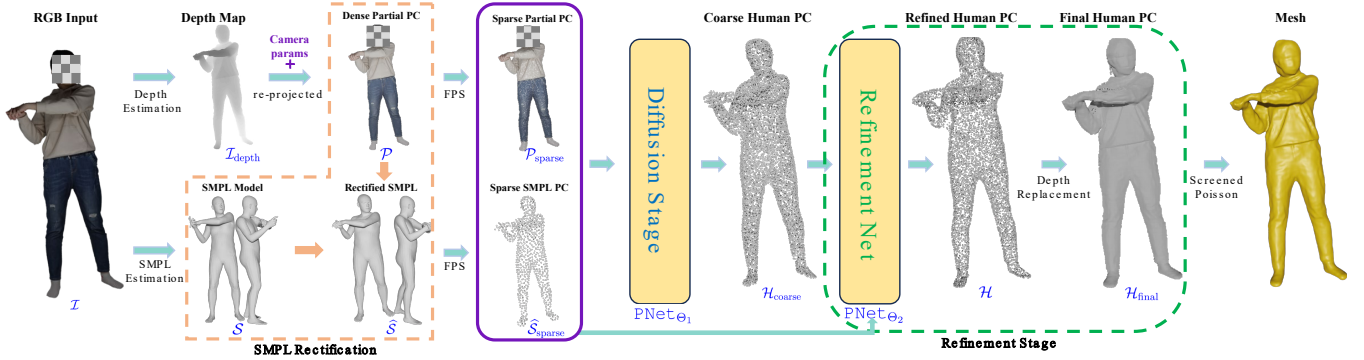 RGB Input
Depth Map
Dense Partial PC
Sparse Partial PC
Coarse Human PC
Refined Human PC
Final Human PC
Mesh
Camera
params
+
re-projected
Depth
Estimation
FPS
𝓘_depth
𝓟
𝓟_sparse
SMPL Model
Rectified SMPL
Sparse SMPL PC
Diffusion Stage
Refinement Net
Depth
Replacement
Screened
Poisson
SMPL
Estimation
FPS
𝓘
𝓢
𝓢̂
𝓢̂_sparse
PNet_Θ₁
𝓗_coarse
PNet_Θ₂
𝓗
𝓗_final
SMPL Rectification
Refinement Stage